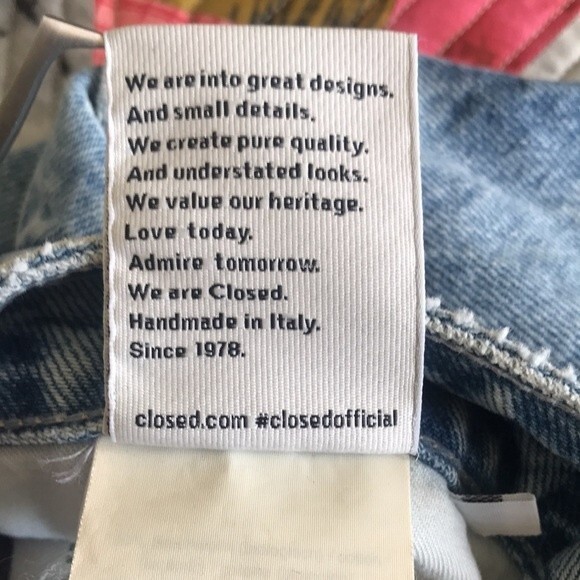 We are into great designs.
And small details.
We create pure quality.
And understated looks.
We value our heritage.
Love today.
Admire tomorrow.
We are Closed.
Handmade in Italy.
Since 1978.
closed.com #closedofficial